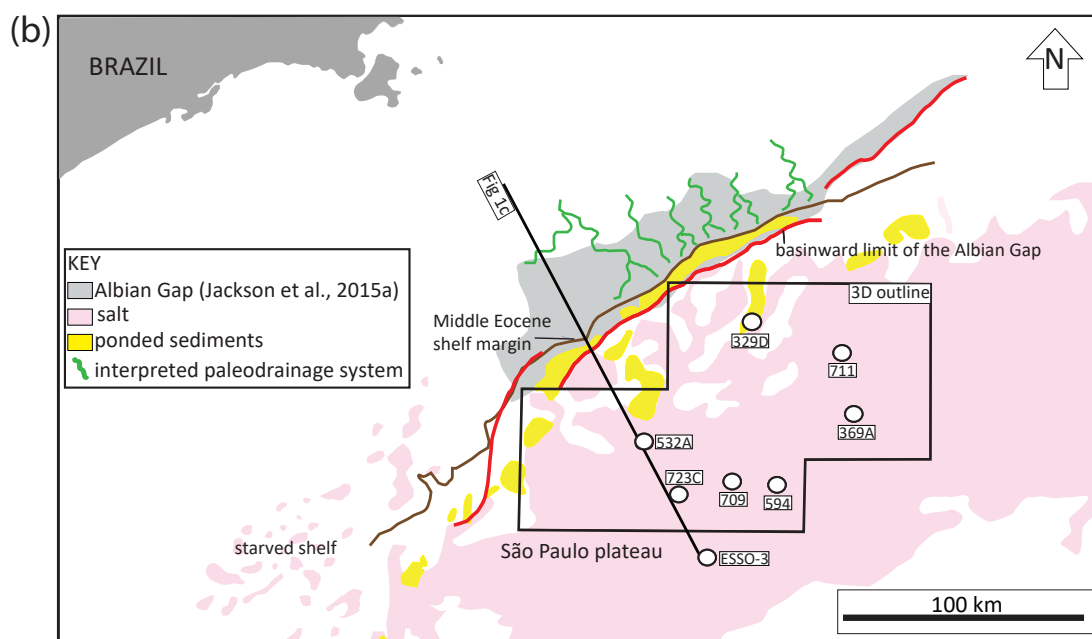 (b)
BRAZIL
N
Fig 1c
basinward limit of the Albian Gap
KEY
Albian Gap (Jackson et al., 2015a)
salt
ponded sediments
interpreted paleodrainage system
3D outline
Middle Eocene
shelf margin
329D
711
369A
532A
723C
709
594
starved shelf
São Paulo plateau
ESSO-3
100 km